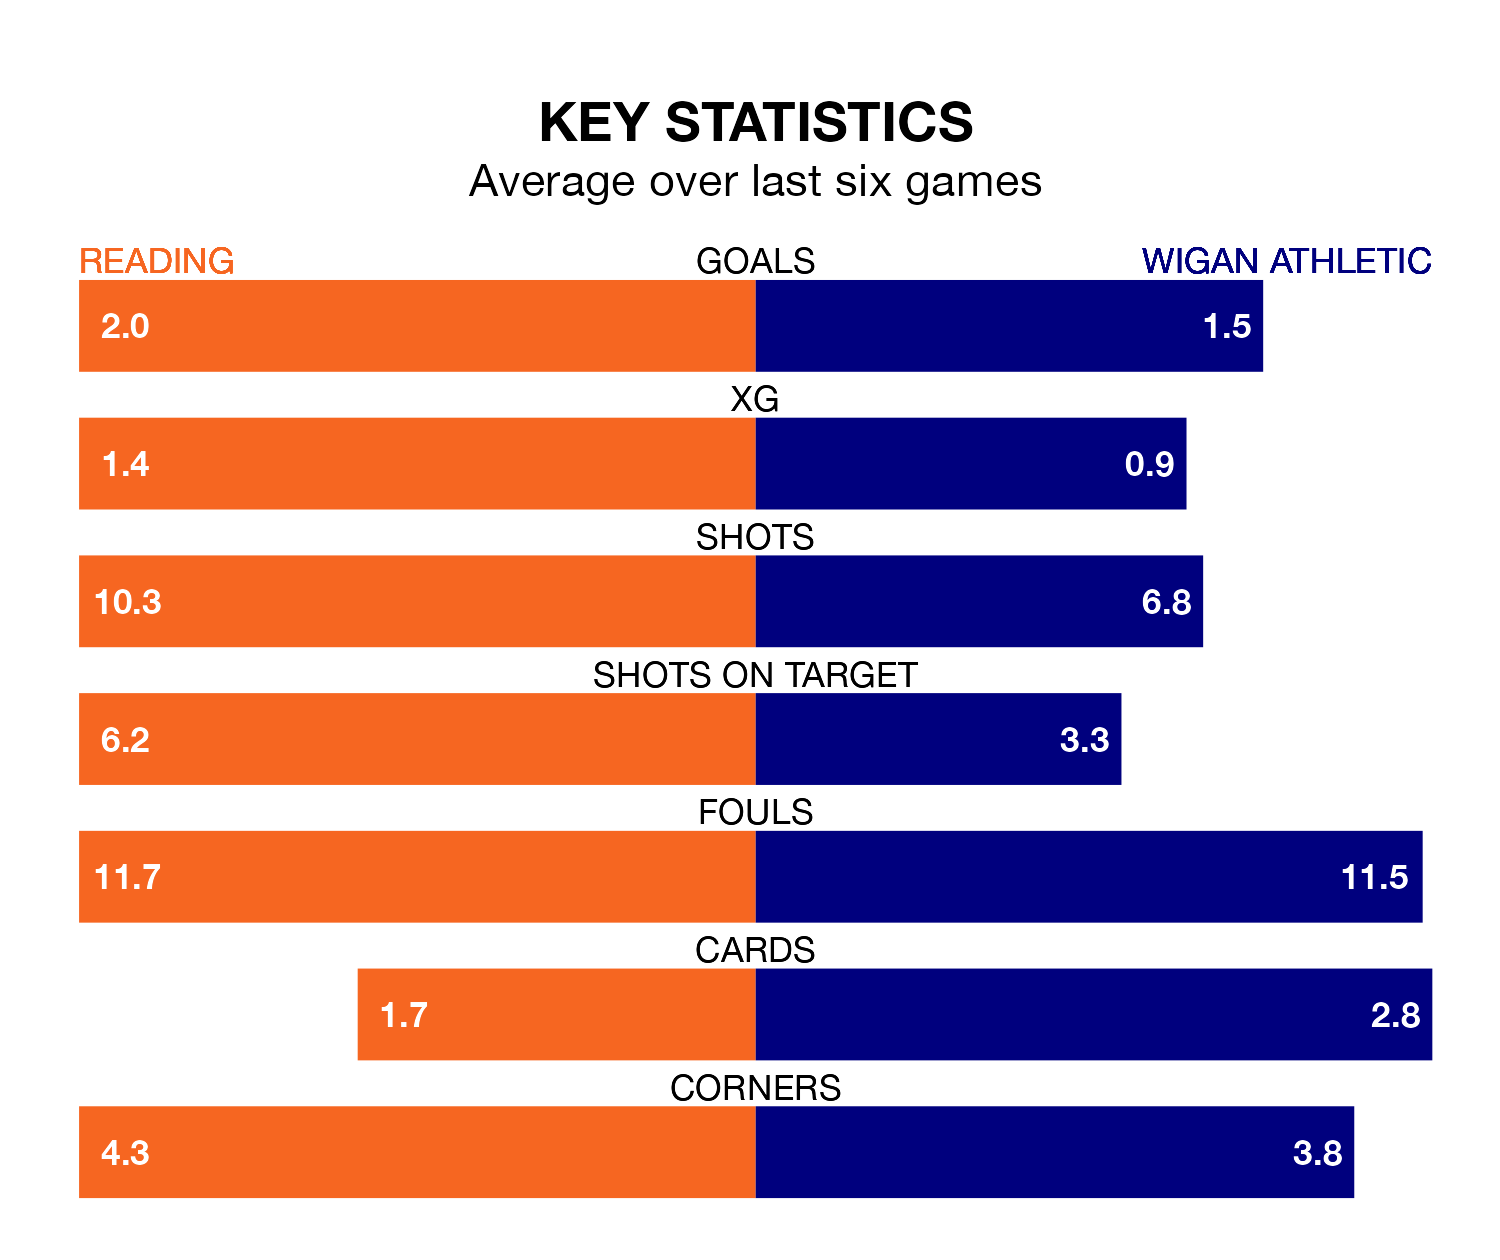 KEY STATISTICS
Average over last six games
READING GOALS WIGAN ATHLETIC
2.0 1.5
XG
1.4 0.9
SHOTS
10.3 6.8
SHOTS ON TARGET
6.2 3.3
FOULS
11.7 11.5
CARDS
1.7 2.8
CORNERS
4.3 3.8